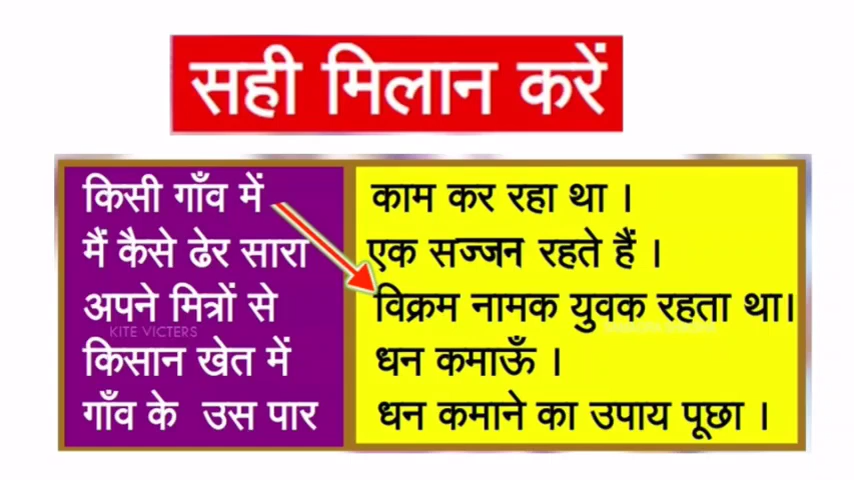 सही मिलान करें
किसी गाँव में काम कर रहा था ।
मैं कैसे ढेर सारा एक सज्जन रहते हैं ।
अपने मित्रों से विक्रम नामक युवक रहता था।
KITE VICTERS
किसान खेत में धन कमाऊँ ।
गाँव के उस पार धन कमाने का उपाय पूछा ।